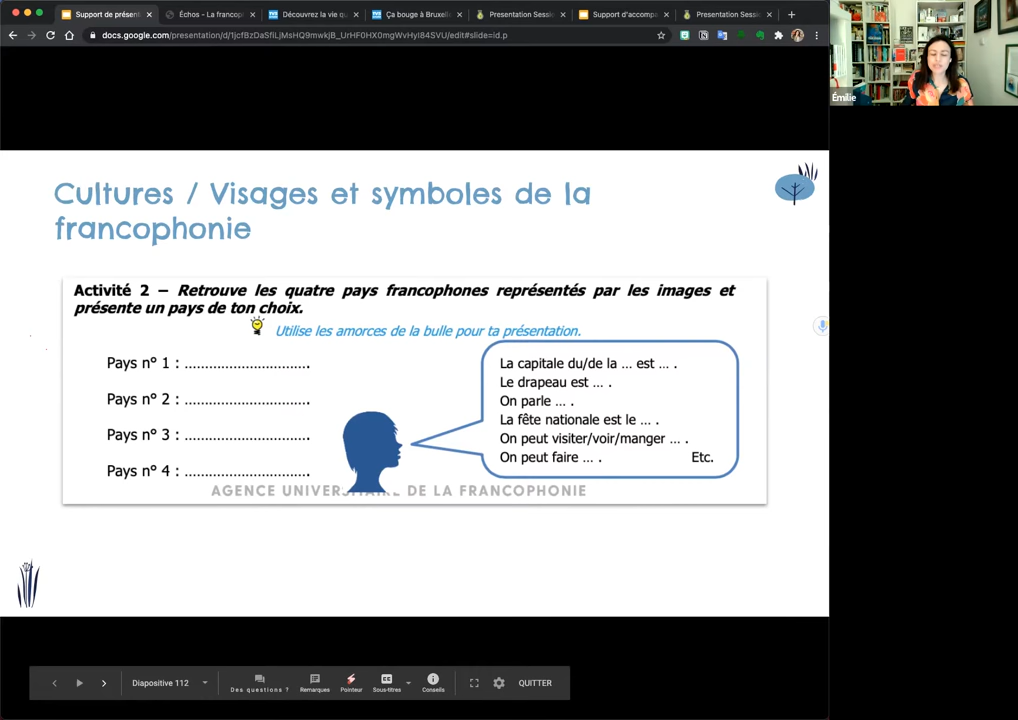 Support de présent
Échos – La francop
Découvrez la vie qu
Ça bouge à Bruxelle
Presentation Sessi
Support d'accompa
Presentation Sessi
docs.google.com/presentation/d/1jcfBzDaSfiLjMsHQ9mwkjB_UrHF0HX0mgWvHyI84SVU/edit#slide=id.p
Émilie
Cultures / Visages et symboles de la
francophonie
Activité 2 – Retrouve les quatre pays francophones représentés par les images et
présente un pays de ton choix.
Utilise les amorces de la bulle pour ta présentation.
Pays n° 1 : ...............................
Pays n° 2 : ...............................
Pays n° 3 : ...............................
Pays n° 4 : ...............................
La capitale du/de la ... est ... .
Le drapeau est ... .
On parle ... .
La fête nationale est le ... .
On peut visiter/voir/manger ... .
On peut faire ... . Etc.
AGENCE UNIVERSITAIRE DE LA FRANCOPHONIE
Diapositive 112
Des questions ?
Remarques
Pointeur
Sous-titres
Conseils
QUITTER